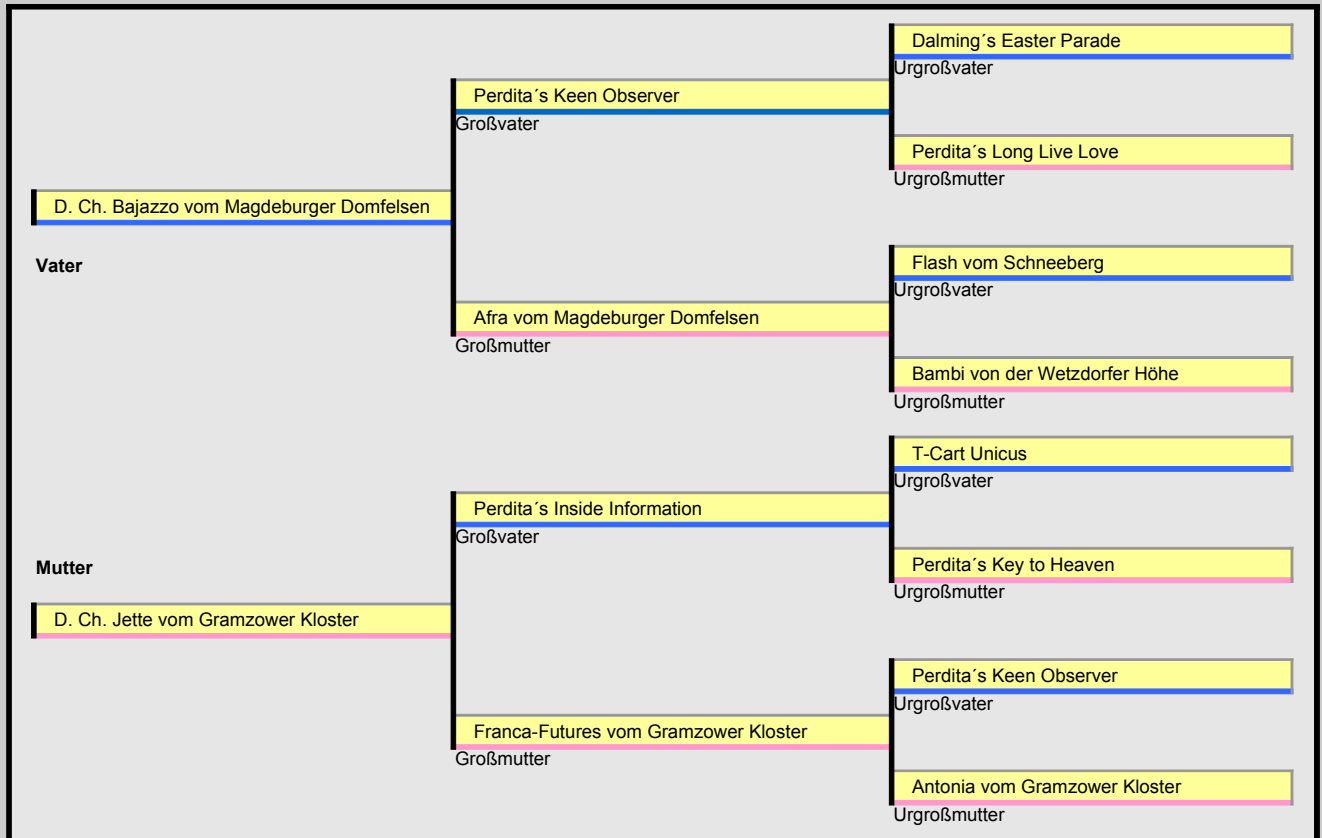 Dalming´s Easter Parade
Urgroßvater
Perdita´s Keen Observer
Großvater
Perdita´s Long Live Love
Urgroßmutter
D. Ch. Bajazzo vom Magdeburger Domfelsen
Vater
Flash vom Schneeberg
Urgroßvater
Afra vom Magdeburger Domfelsen
Großmutter
Bambi von der Wetzdorfer Höhe
Urgroßmutter
T-Cart Unicus
Urgroßvater
Perdita´s Inside Information
Großvater
Mutter
Perdita´s Key to Heaven
Urgroßmutter
D. Ch. Jette vom Gramzower Kloster
Perdita´s Keen Observer
Urgroßvater
Franca-Futures vom Gramzower Kloster
Großmutter
Antonia vom Gramzower Kloster
Urgroßmutter